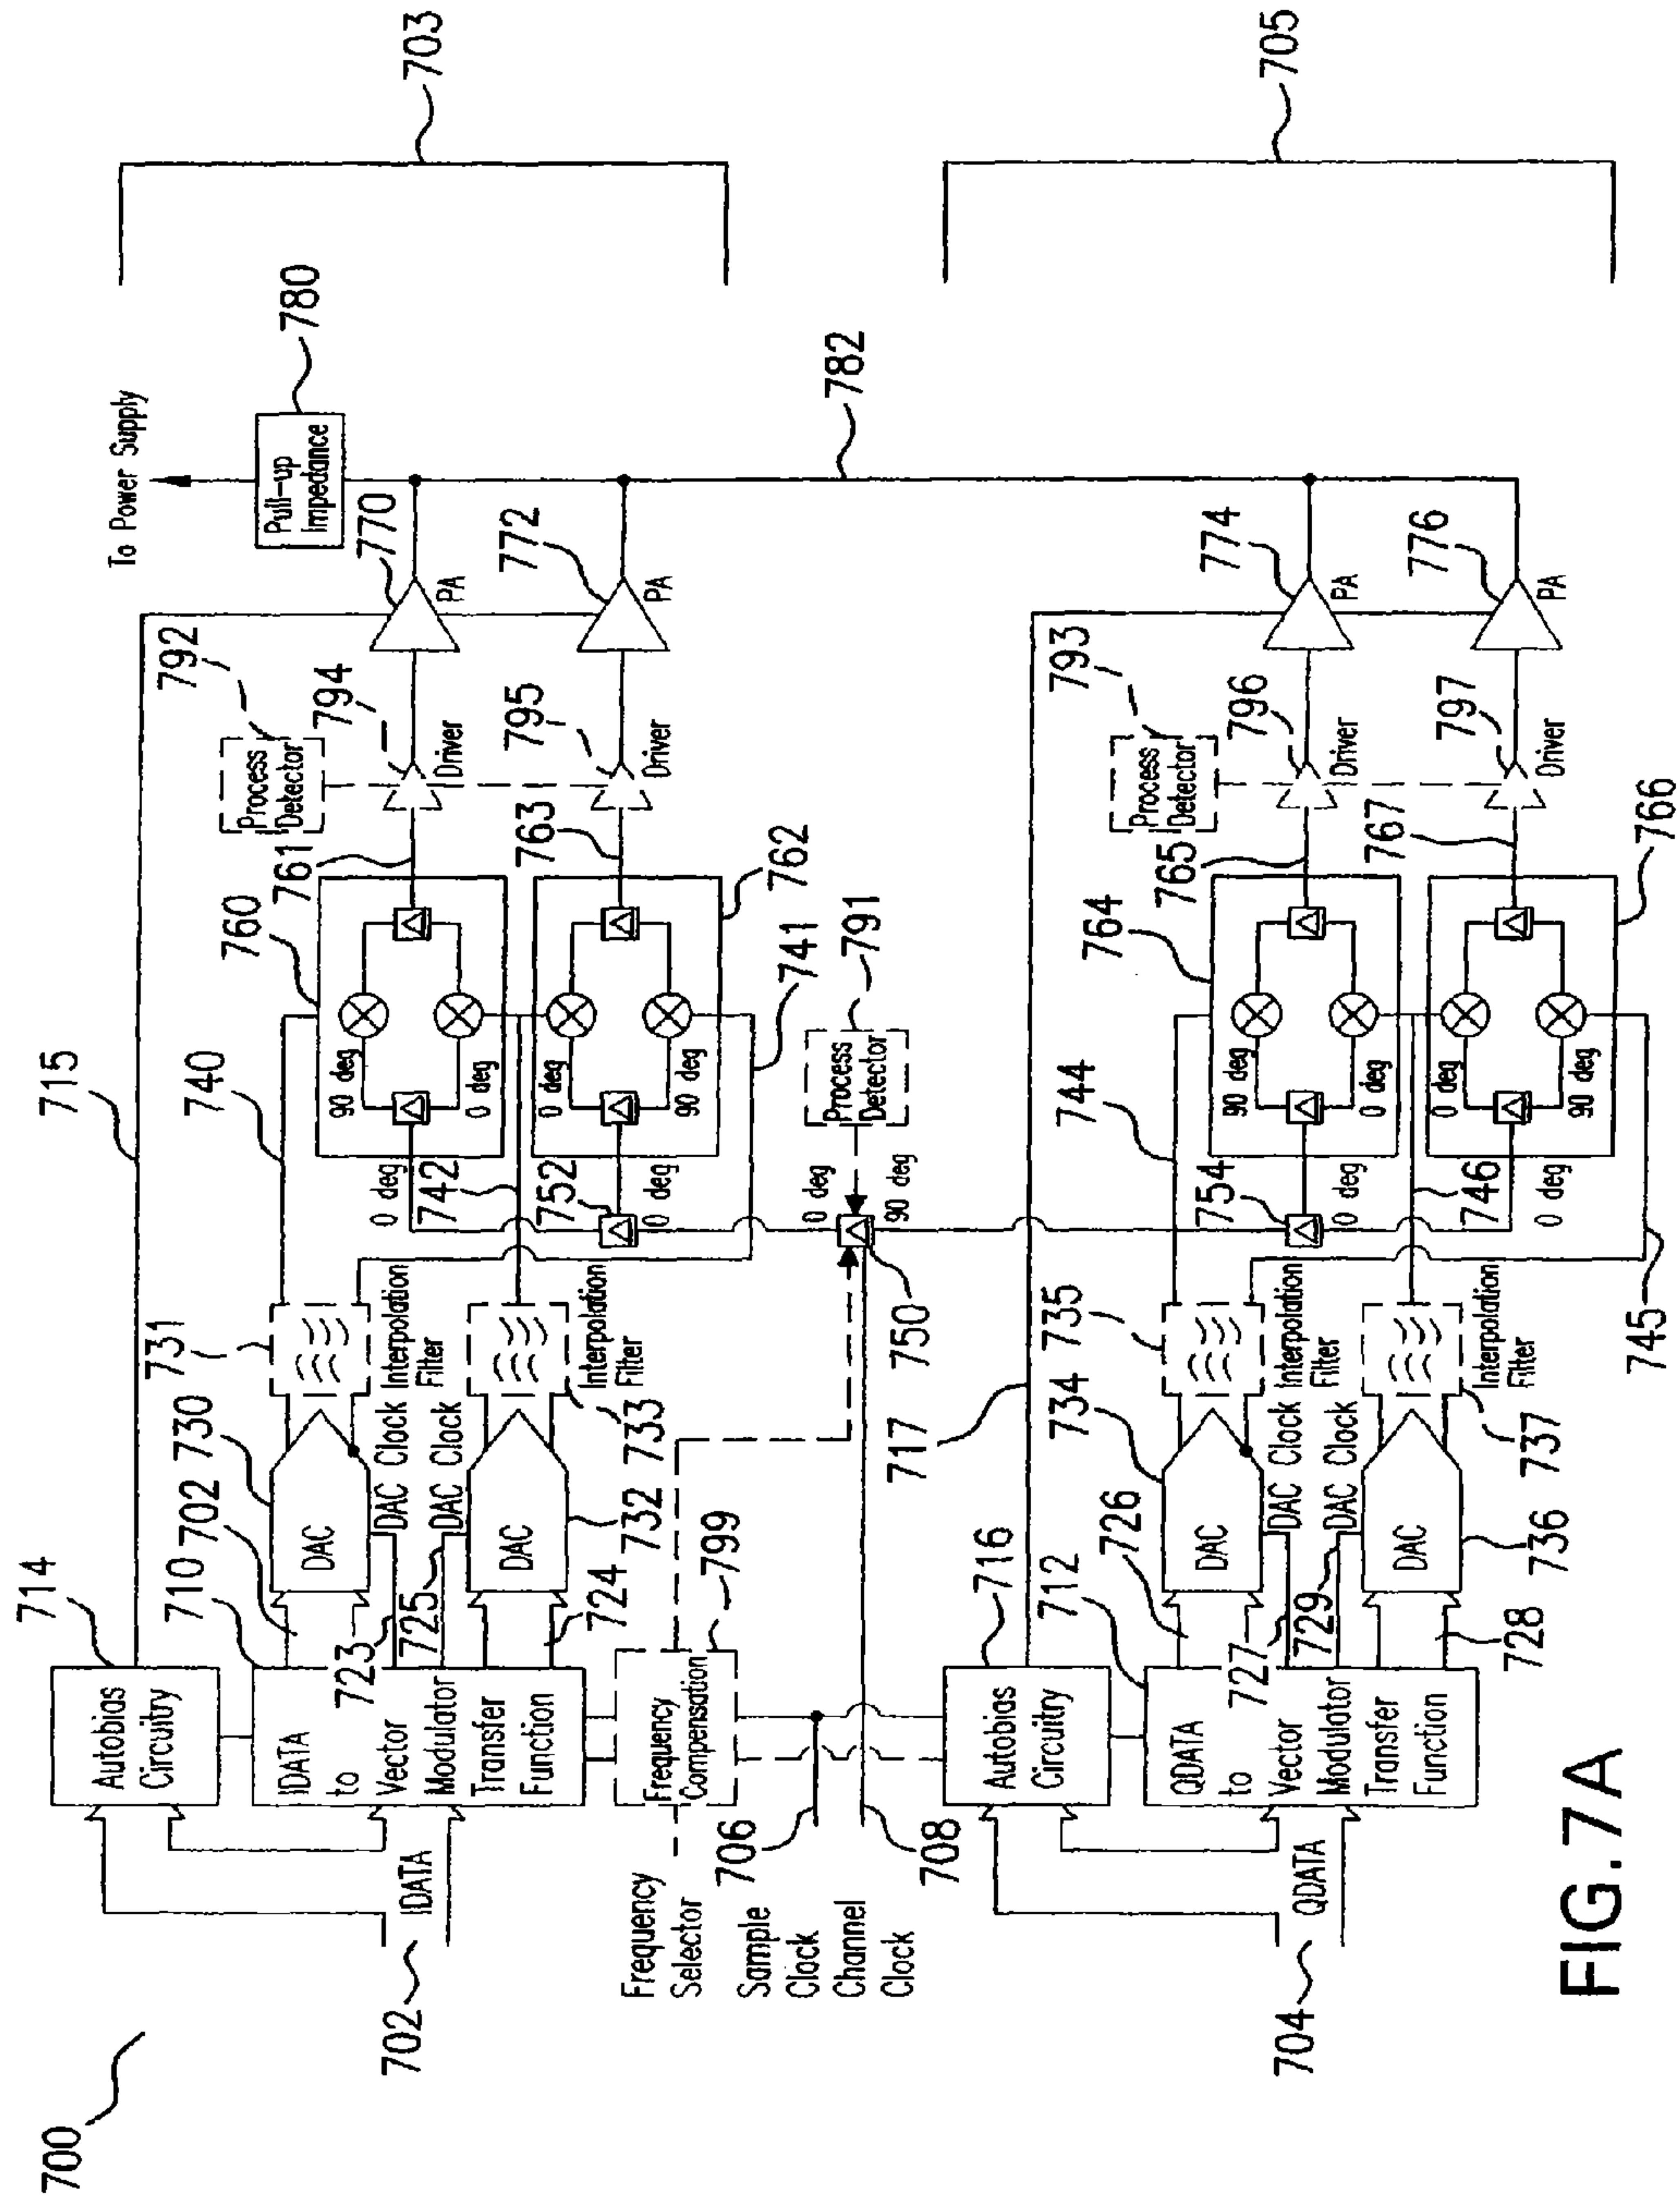 700
702
IDATA
714
Autobias
Circuitry
715
710
IDATA
to
Vector
Modulator
Transfer
Function
702
723
725
724
730
DAC
DAC Clock
DAC Clock
DAC
732
731
Interpolation
Filter
733
Interpolation
Filter
740
742
741
760
90 deg
0 deg
0 deg
90 deg
762
0 deg
752
0 deg
761
763
792
Process
Detector
794
Driver
795
Driver
770
PA
772
PA
To Power Supply
Pull-up
Impedance
780
782
703
Frequency
Selector
Frequency
Compensation
799
706
Sample
Clock
708
Channel
Clock
0 deg
90 deg
750
Process
Detector
791
704
QDATA
716
Autobias
Circuitry
717
712
QDATA
to
Vector
Modulator
Transfer
Function
726
727
729
728
734
DAC
DAC Clock
DAC Clock
DAC
736
735
Interpolation
Filter
737
Interpolation
Filter
744
746
745
764
90 deg
0 deg
0 deg
90 deg
766
754
0 deg
0 deg
765
767
793
Process
Detector
796
Driver
797
Driver
774
PA
776
PA
705
FIG.7A